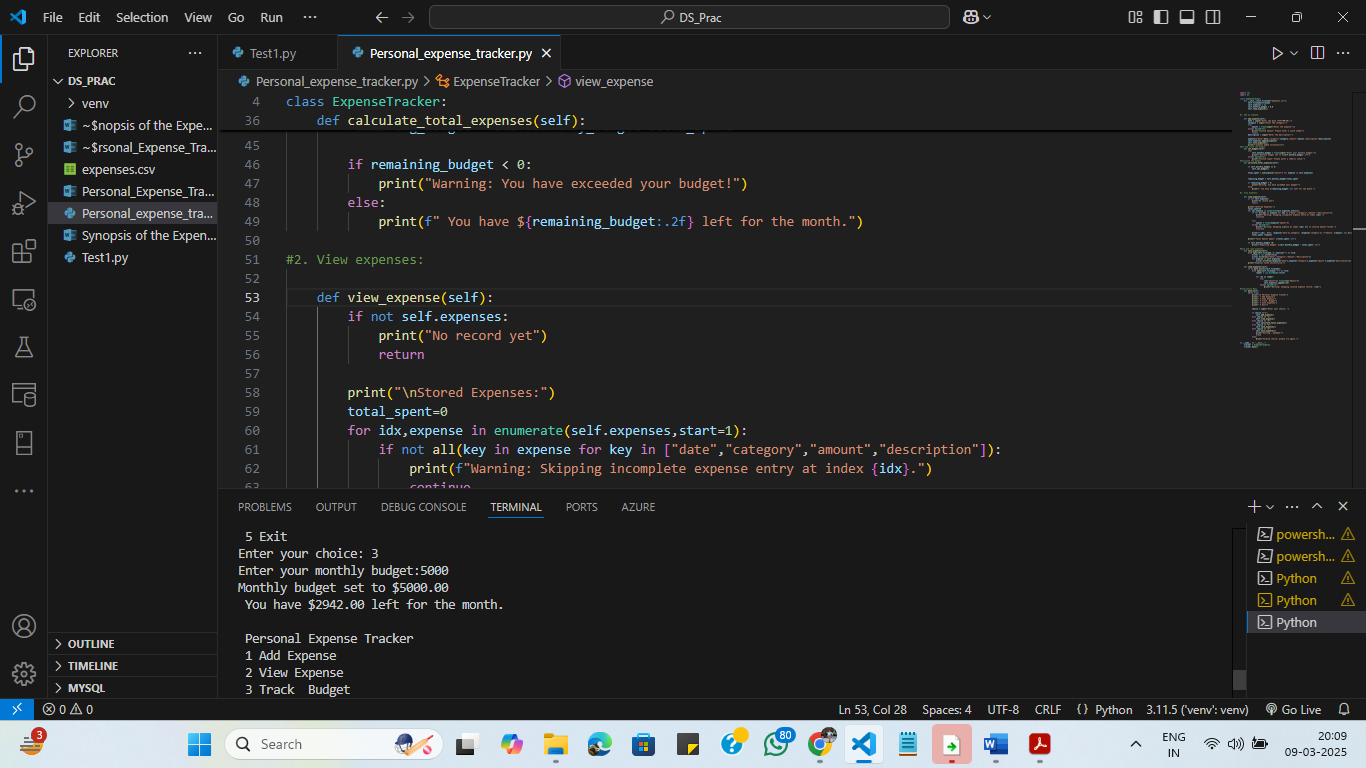 File Edit Selection View Go Run ··· DS_Prac
EXPLORER ···
DS_PRAC
venv
~$nopsis of the Expe...
~$rsonal_Expense_Tra...
expenses.csv
Personal_Expense_Tra...
Personal_expense_tra...
Synopsis of the Expen...
Test1.py
OUTLINE
TIMELINE
MYSQL
Test1.py Personal_expense_tracker.py
Personal_expense_tracker.py > ExpenseTracker > view_expense
4 class ExpenseTracker:
36 def calculate_total_expenses(self):
45
46 if remaining_budget < 0:
47 print("Warning: You have exceeded your budget!")
48 else:
49 print(f" You have ${remaining_budget:.2f} left for the month.")
50
51 #2. View expenses:
52
53 def view_expense(self):
54 if not self.expenses:
55 print("No record yet")
56 return
57
58 print("\nStored Expenses:")
59 total_spent=0
60 for idx,expense in enumerate(self.expenses,start=1):
61 if not all(key in expense for key in ["date","category","amount","description"]):
62 print(f"Warning: Skipping incomplete expense entry at index {idx}.")
63 continue
PROBLEMS OUTPUT DEBUG CONSOLE TERMINAL PORTS AZURE
5 Exit
Enter your choice: 3
Enter your monthly budget:5000
Monthly budget set to $5000.00
You have $2942.00 left for the month.
Personal Expense Tracker
1 Add Expense
2 View Expense
3 Track  Budget
powersh...
powersh...
Python
Python
Python
0 0 Ln 53, Col 28 Spaces: 4 UTF-8 CRLF {} Python 3.11.5 ('venv': venv) Go Live
3 Search 80 ENG 20:09
IN 09-03-2025